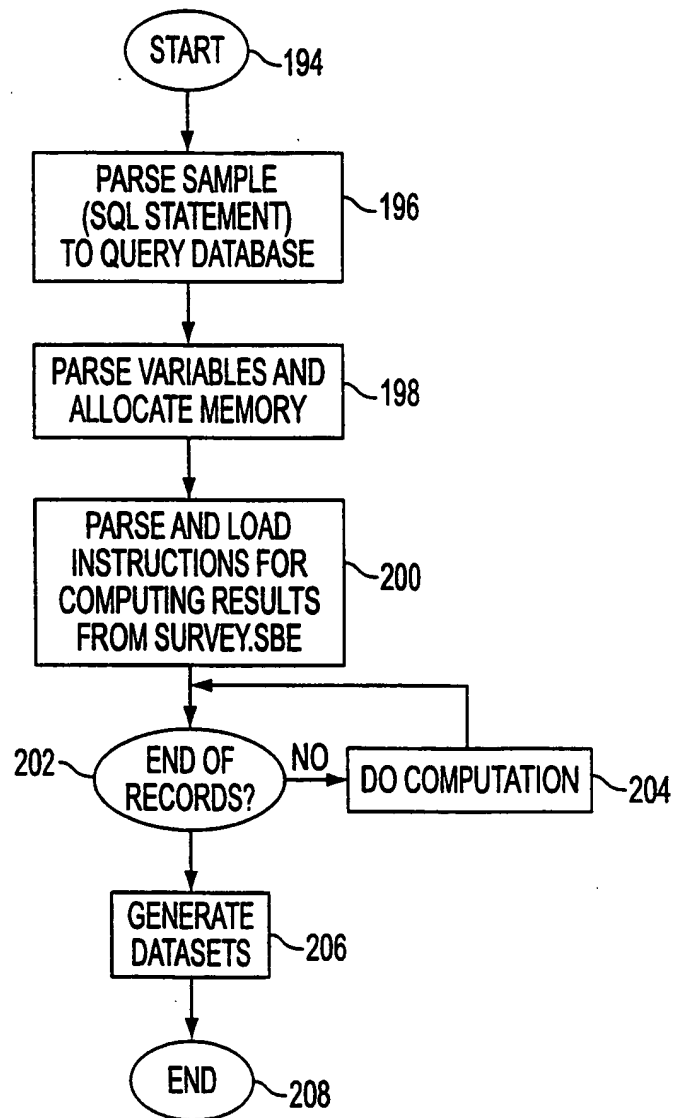 START
194
PARSE SAMPLE
(SQL STATEMENT)
TO QUERY DATABASE
196
PARSE VARIABLES AND
ALLOCATE MEMORY
198
PARSE AND LOAD
INSTRUCTIONS FOR
COMPUTING RESULTS
FROM SURVEY.SBE
200
202
END OF
RECORDS?
NO
DO COMPUTATION
204
GENERATE
DATASETS
206
END
208